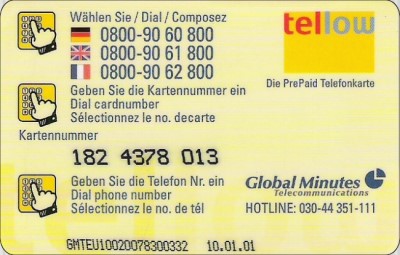 Wählen Sie / Dial / Composez
0800-90 60 800
0800-90 61 800
0800-90 62 800
tellow
Die PrePaid Telefonkarte
Geben Sie die Kartennummer ein
Dial cardnumber
Sélectionnez le no. decarte
Kartennummer
182 4378 013
Geben Sie die Telefon Nr. ein
Dial phone number
Sélectionnez le no. de tél
Global Minutes
Telecommunications
HOTLINE: 030-44 351-111
GMTEU10020078300332 10.01.01